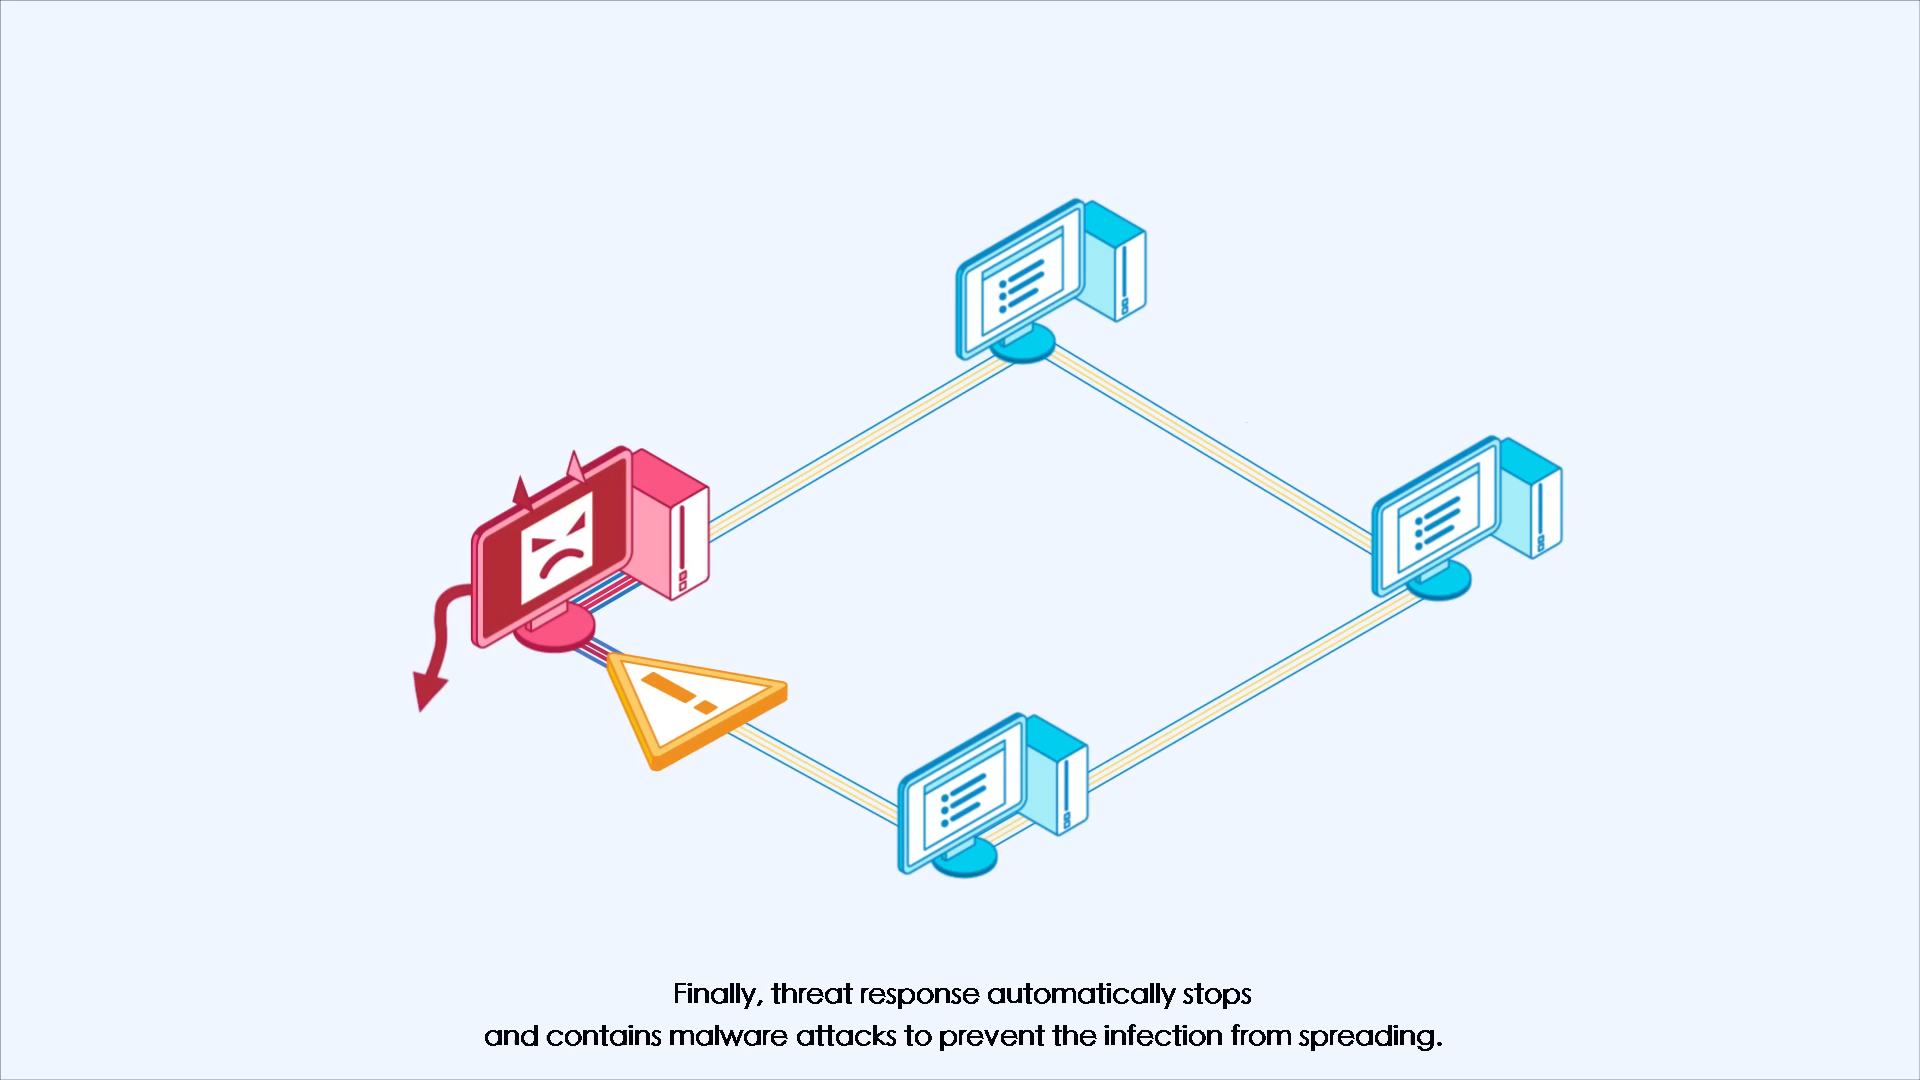 Finally, threat response automatically stops
and contains malware attacks to prevent the infection from spreading.